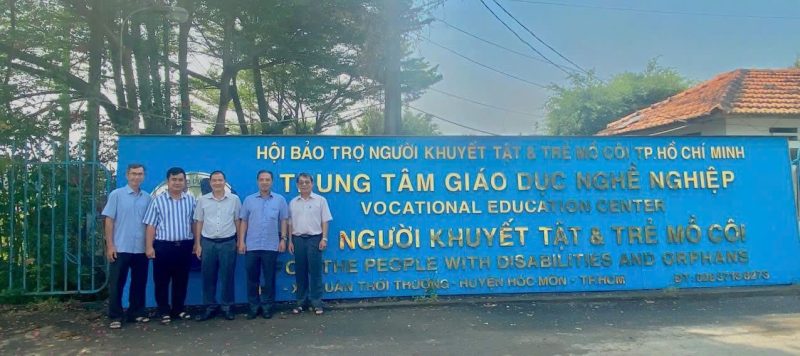 HỘI BẢO TRỢ NGƯỜI KHUYẾT TẬT & TRẺ MỒ CÔI TP.HỒ CHÍ MINH
TRUNG TÂM GIÁO DỤC NGHỀ NGHIỆP
VOCATIONAL EDUCATION CENTER
NGƯỜI KHUYẾT TẬT & TRẺ MỒ CÔI
FOR THE PEOPLE WITH DISABILITIES AND ORPHANS
XUÂN THỚI THƯỢNG - HUYỆN HÓC MÔN - TP.HCM